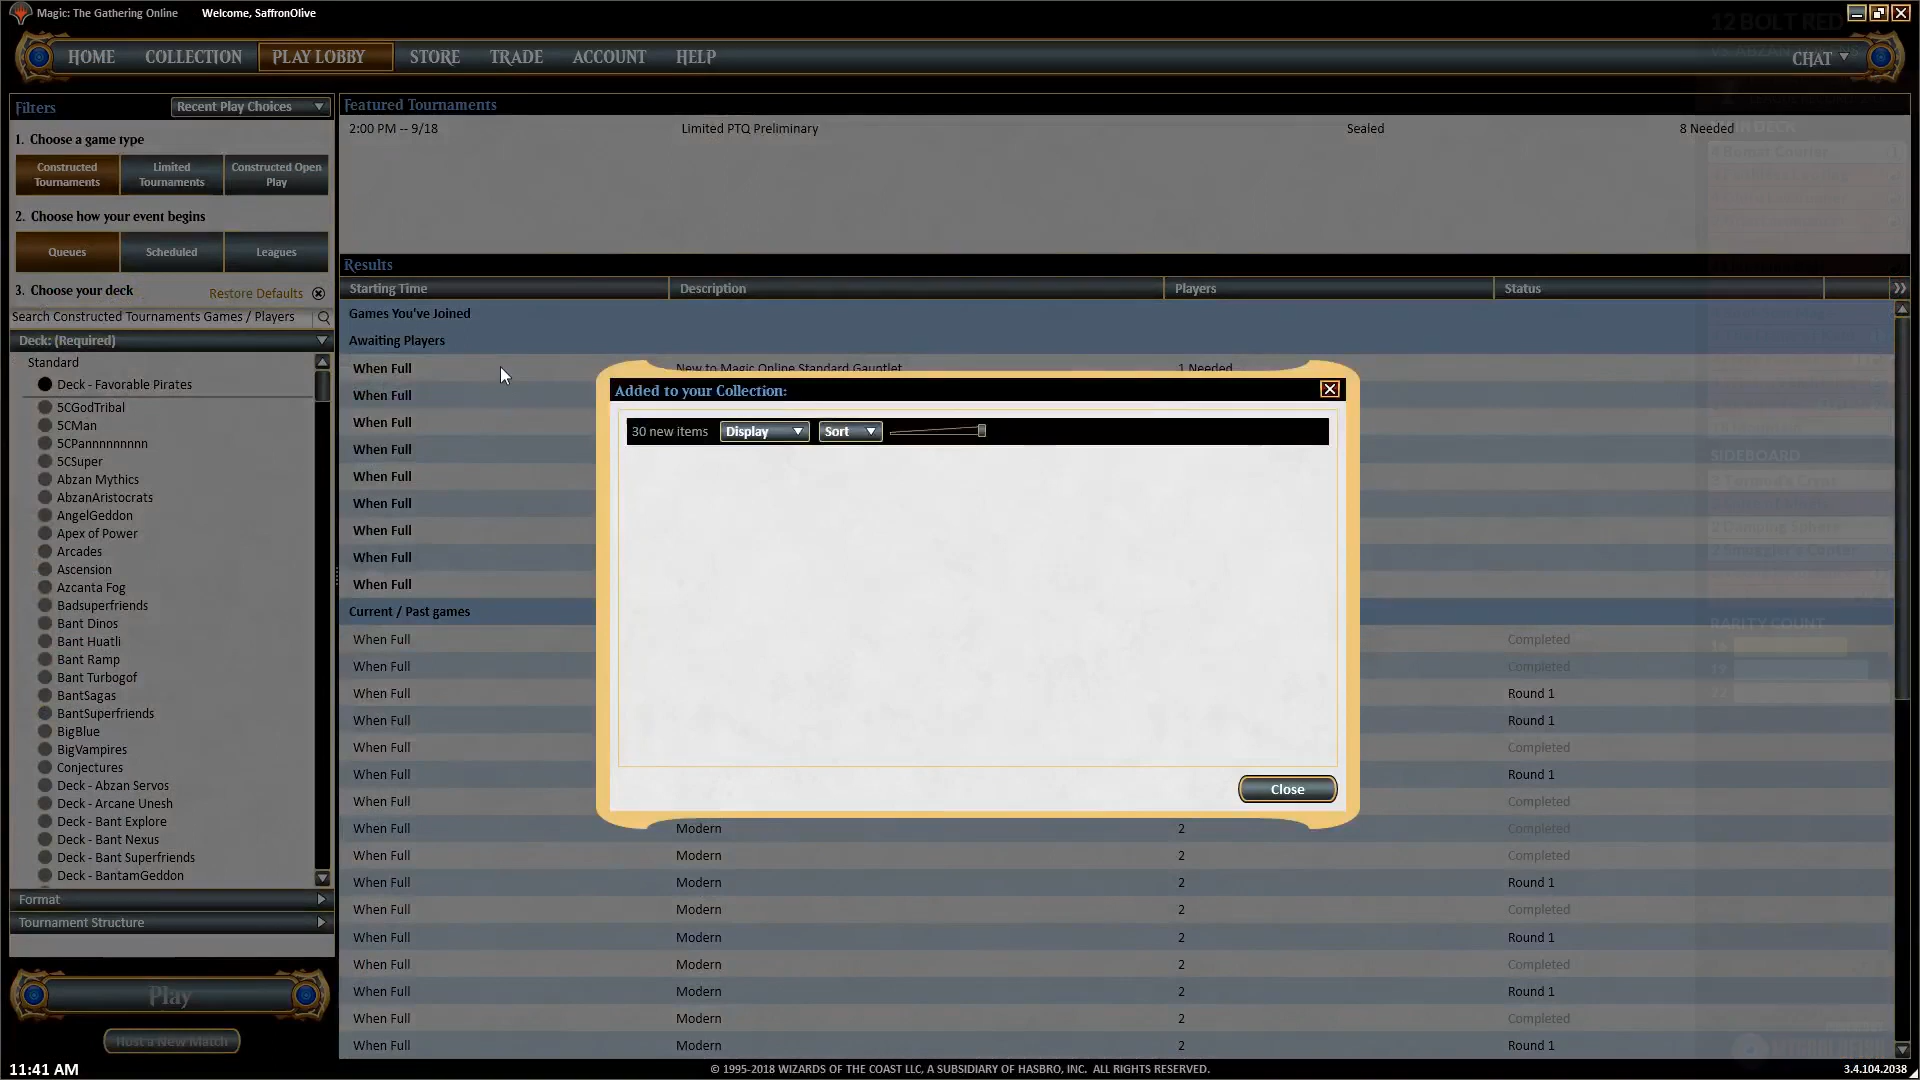 Magic: The Gathering Online Welcome, SaffronOlive
HOME COLLECTION PLAY LOBBY STORE TRADE ACCOUNT HELP CHAT
Filters Recent Play Choices
1. Choose a game type
Constructed Tournaments Limited Tournaments Constructed Open Play
2. Choose how your event begins
Queues Scheduled Leagues
3. Choose your deck Restore Defaults
Search Constructed Tournaments Games / Players
Deck: (Required)
Standard
Deck - Favorable Pirates
5CGodTribal
5CMan
5CPannnnnnnnn
5CSuper
Abzan Mythics
AbzanAristocrats
AngelGeddon
Apex of Power
Arcades
Ascension
Azcanta Fog
Badsuperfriends
Bant Dinos
Bant Huatli
Bant Ramp
Bant Turbogof
BantSagas
BantSuperfriends
BigBlue
BigVampires
Conjectures
Deck - Abzan Servos
Deck - Arcane Unesh
Deck - Bant Explore
Deck - Bant Nexus
Deck - Bant Superfriends
Deck - BantamGeddon
Format
Tournament Structure
Play
Host a New Match
11:41 AM
Featured Tournaments
2:00 PM -- 9/18 Limited PTQ Preliminary Sealed 8 Needed
Results
Starting Time Description Players Status
Games You've Joined
Awaiting Players
When Full New to Magic Online Standard Gauntlet 1 Needed
When Full
When Full
When Full
When Full
When Full
When Full
When Full
When Full
Current / Past games
When Full Completed
When Full Completed
When Full Round 1
When Full Round 1
When Full Completed
When Full Round 1
When Full Completed
When Full Modern 2 Completed
When Full Modern 2 Completed
When Full Modern 2 Round 1
When Full Modern 2 Completed
When Full Modern 2 Round 1
When Full Modern 2 Completed
When Full Modern 2 Round 1
When Full Modern 2 Completed
When Full Modern 2 Round 1
Added to your Collection:
30 new items Display Sort
Close
12 BOLT RED
SIDEBOARD
RARITY COUNT
19
22
© 1995-2018 WIZARDS OF THE COAST LLC, A SUBSIDIARY OF HASBRO, INC. ALL RIGHTS RESERVED.
3.4.104.2038